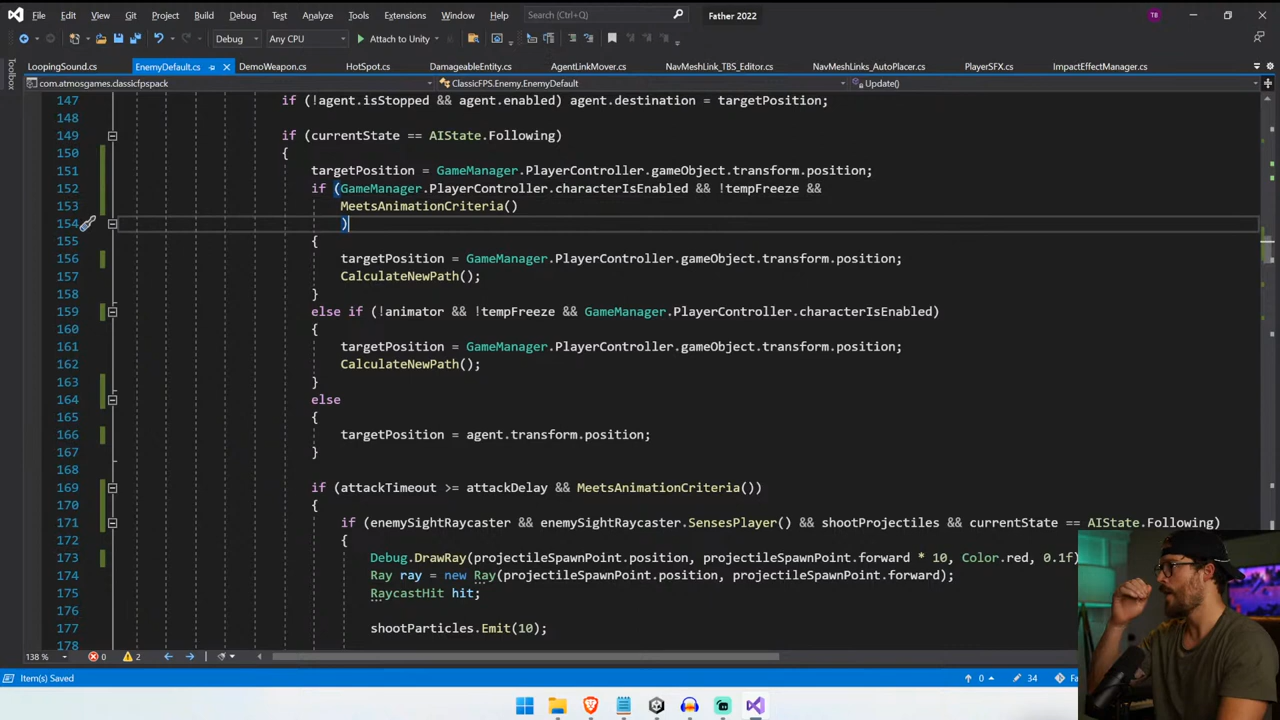 File Edit View Git Project Build Debug Test Analyze Tools Extensions Window Help Search (Ctrl+Q) Father 2022 TB
Debug Any CPU Attach to Unity
Toolbox
LoopingSound.cs EnemyDefault.cs DemoWeapon.cs HotSpot.cs DamageableEntity.cs AgentLinkMover.cs NavMeshLink_TBS_Editor.cs NavMeshLinks_AutoPlacer.cs PlayerSFX.cs ImpactEffectManager.cs
com.atmosgames.classicfpspack ClassicFPS.Enemy.EnemyDefault Update()
147 if (!agent.isStopped && agent.enabled) agent.destination = targetPosition;
148
149 if (currentState == AIState.Following)
150 {
151 targetPosition = GameManager.PlayerController.gameObject.transform.position;
152 if (GameManager.PlayerController.characterIsEnabled && !tempFreeze &&
153 MeetsAnimationCriteria()
154 )
155 {
156 targetPosition = GameManager.PlayerController.gameObject.transform.position;
157 CalculateNewPath();
158 }
159 else if (!animator && !tempFreeze && GameManager.PlayerController.characterIsEnabled)
160 {
161 targetPosition = GameManager.PlayerController.gameObject.transform.position;
162 CalculateNewPath();
163 }
164 else
165 {
166 targetPosition = agent.transform.position;
167 }
168
169 if (attackTimeout >= attackDelay && MeetsAnimationCriteria())
170 {
171 if (enemySightRaycaster && enemySightRaycaster.SensesPlayer() && shootProjectiles && currentState == AIState.Following)
172 {
173 Debug.DrawRay(projectileSpawnPoint.position, projectileSpawnPoint.forward * 10, Color.red, 0.1f)
174 Ray ray = new Ray(projectileSpawnPoint.position, projectileSpawnPoint.forward);
175 RaycastHit hit;
176
177 shootParticles.Emit(10);
178
138 % 0 2
Item(s) Saved 0 34 Fa